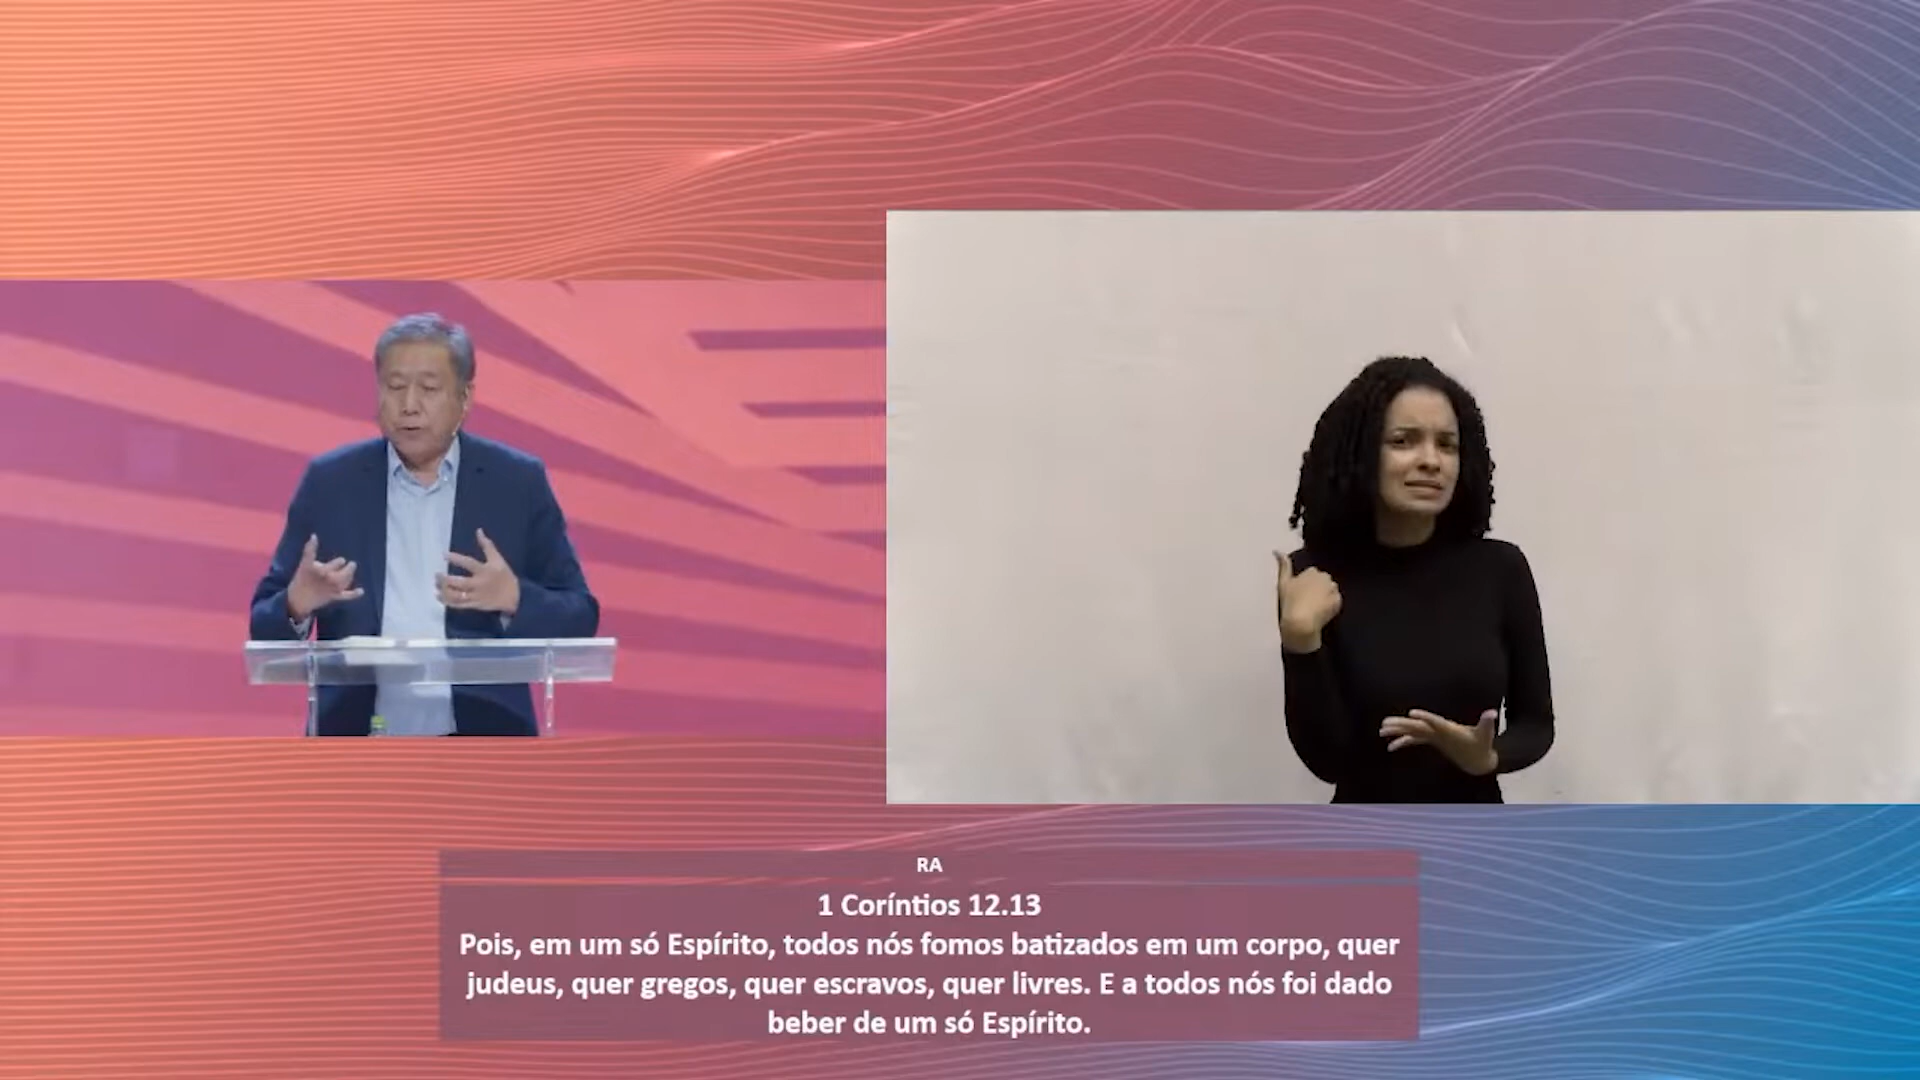 RA
1 Coríntios 12.13
Pois, em um só Espírito, todos nós fomos batizados em um corpo, quer
judeus, quer gregos, quer escravos, quer livres. E a todos nós foi dado
beber de um só Espírito.